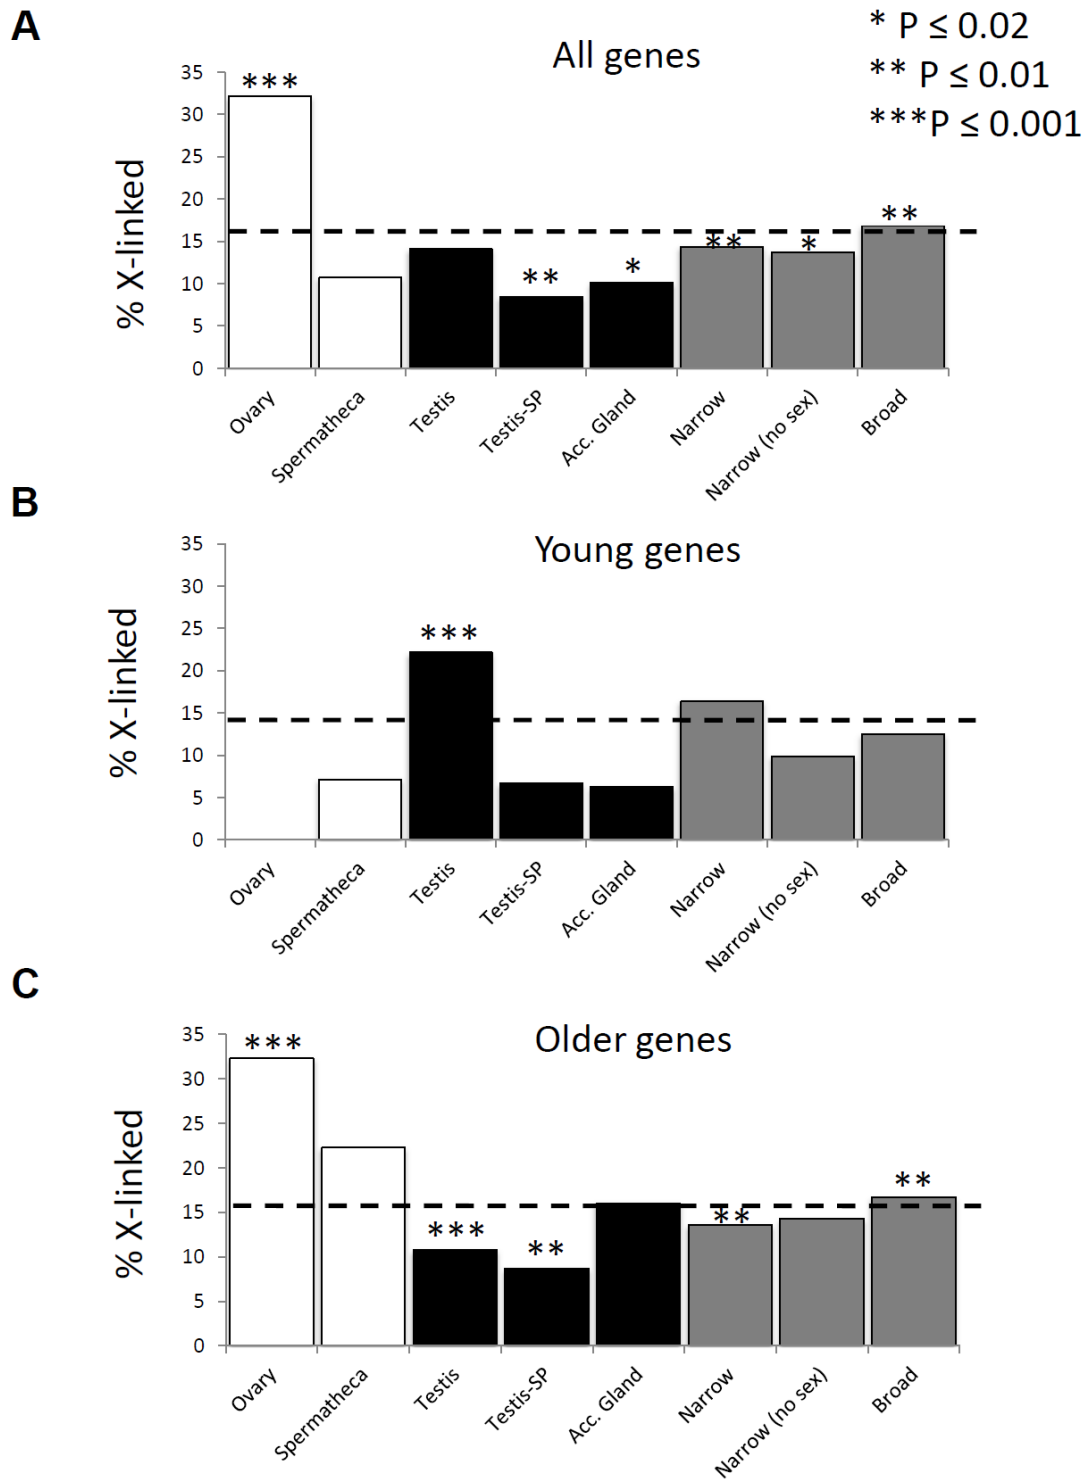 A
All genes
* P ≤ 0.02
** P ≤ 0.01
***P ≤ 0.001
% X-linked
35
30
25
20
15
10
5
0
***
**
*
**
*
**
Ovary
Spermatheca
Testis
Testis-SP
Acc. Gland
Narrow
Narrow (no sex)
Broad
B
Young genes
% X-linked
35
30
25
20
15
10
5
0
***
Ovary
Spermatheca
Testis
Testis-SP
Acc. Gland
Narrow
Narrow (no sex)
Broad
C
Older genes
% X-linked
35
30
25
20
15
10
5
0
***
***
**
**
**
Ovary
Spermatheca
Testis
Testis-SP
Acc. Gland
Narrow
Narrow (no sex)
Broad